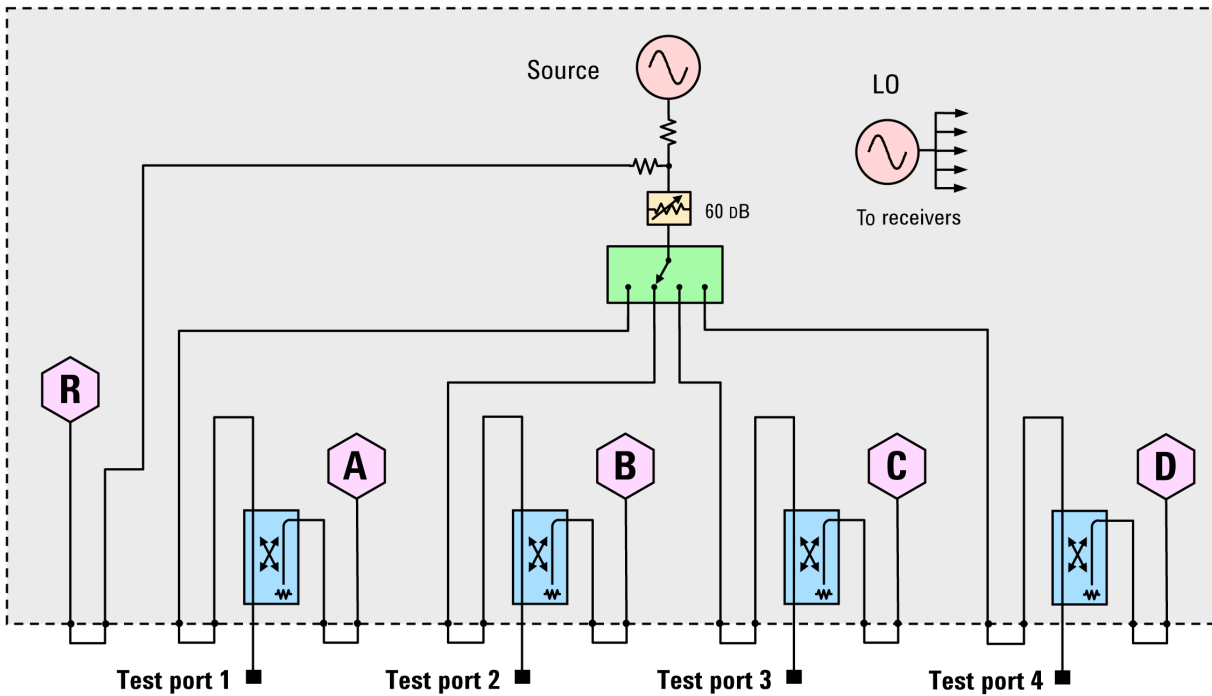 Source
LO
To receivers
60 DB
R
A
B
C
D
Test port 1
Test port 2
Test port 3
Test port 4